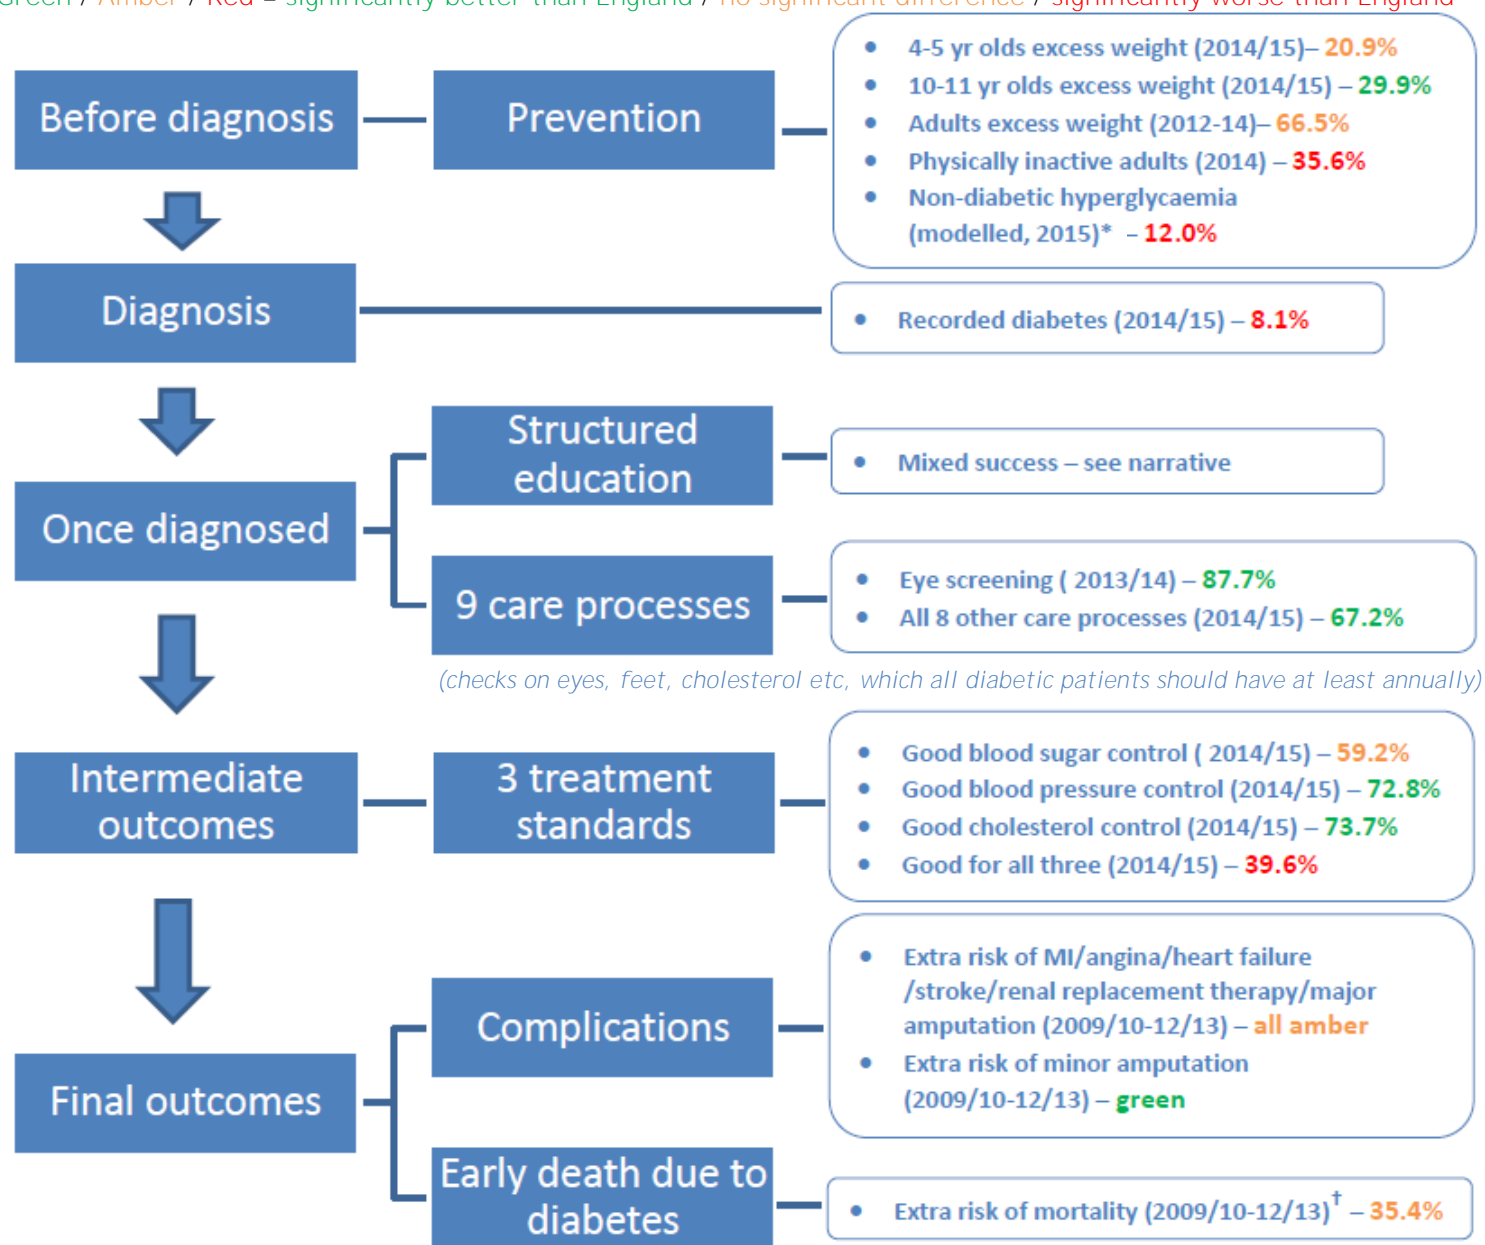 Green / Amber / Red = significantly better than England / no significant difference / significantly worse than England
Before diagnosis
Prevention
• 4-5 yr olds excess weight (2014/15)– 20.9%
• 10-11 yr olds excess weight (2014/15) – 29.9%
• Adults excess weight (2012-14)– 66.5%
• Physically inactive adults (2014) – 35.6%
• Non-diabetic hyperglycaemia
(modelled, 2015)* – 12.0%
Diagnosis
• Recorded diabetes (2014/15) – 8.1%
Once diagnosed
Structured
education
• Mixed success – see narrative
9 care processes
• Eye screening ( 2013/14) – 87.7%
• All 8 other care processes (2014/15) – 67.2%
(checks on eyes, feet, cholesterol etc, which all diabetic patients should have at least annually)
Intermediate
outcomes
3 treatment
standards
• Good blood sugar control ( 2014/15) – 59.2%
• Good blood pressure control (2014/15) – 72.8%
• Good cholesterol control (2014/15) – 73.7%
• Good for all three (2014/15) – 39.6%
Final outcomes
Complications
• Extra risk of MI/angina/heart failure
/stroke/renal replacement therapy/major
amputation (2009/10-12/13) – all amber
• Extra risk of minor amputation
(2009/10-12/13) – green
Early death due to
diabetes
• Extra risk of mortality (2009/10-12/13)† – 35.4%